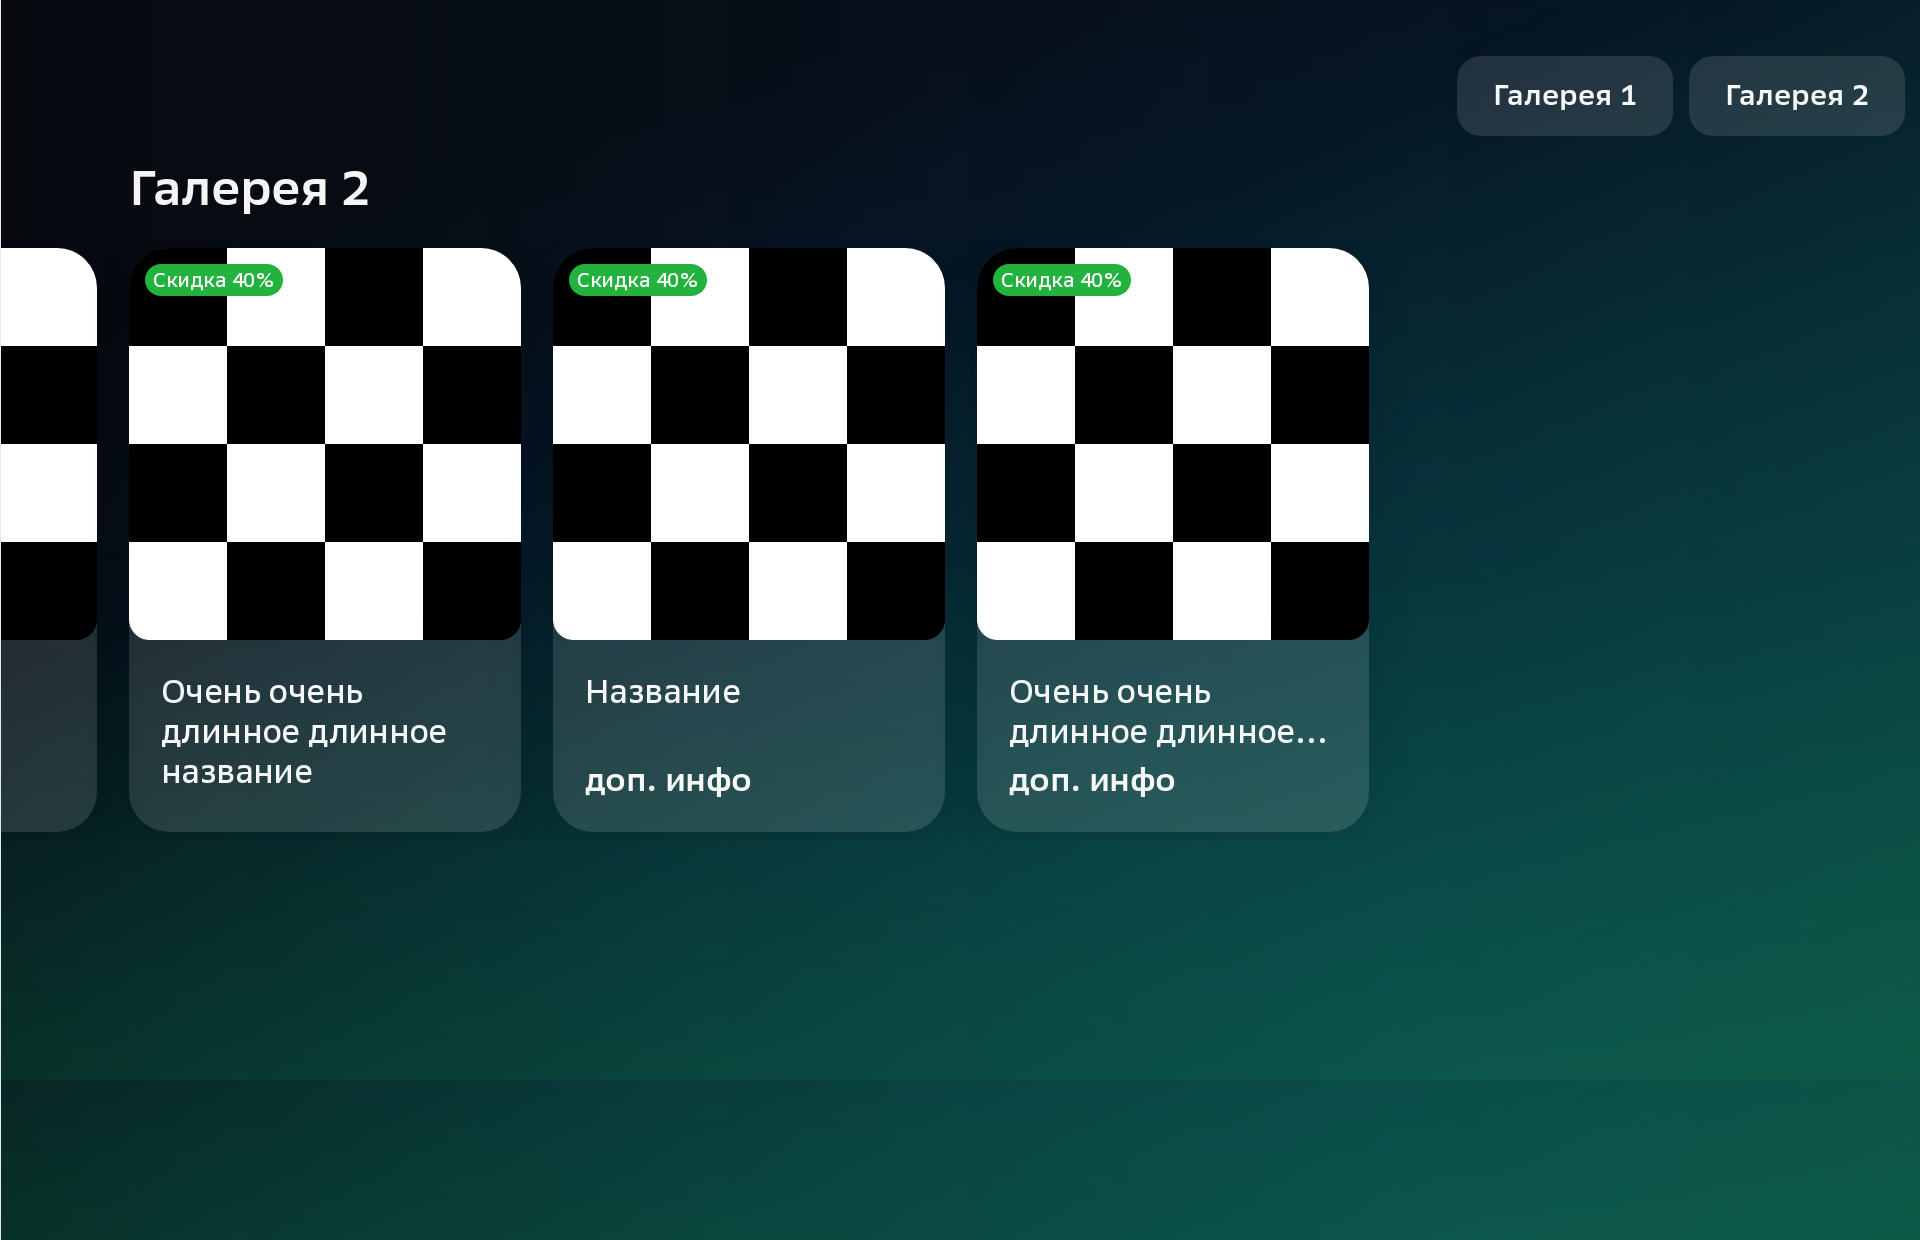 Галерея 1
Галерея 2
Галерея 2
Скидка 40%
Скидка 40%
Скидка 40%
Очень очень
длинное длинное
название
Название
доп. инфо
Очень очень
длинное длинное...
доп. инфо